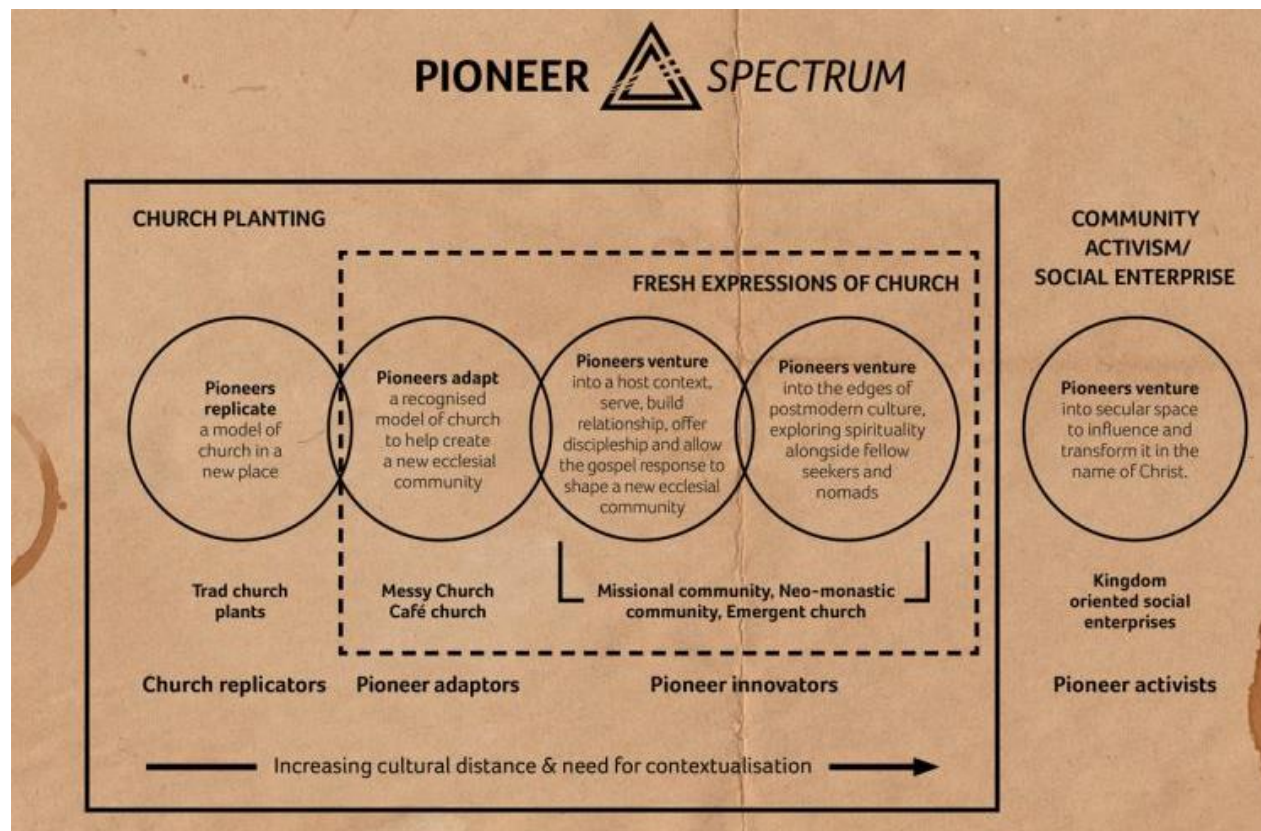 PIONEER SPECTRUM
CHURCH PLANTING
FRESH EXPRESSIONS OF CHURCH
COMMUNITY
ACTIVISM/
SOCIAL ENTERPRISE
Pioneers
replicate
a model of
church in a
new place
Pioneers adapt
a recognised
model of church
to help create
a new ecclesial
community
Pioneers venture
into a host context,
serve, build
relationship, offer
discipleship and allow
the gospel response to
shape a new ecclesial
community
Pioneers venture
into the edges of
postmodern culture,
exploring spirituality
alongside fellow
seekers and
nomads
Pioneers venture
into secular space
to influence and
transform it in the
name of Christ.
Trad church
plants
Messy Church
Café church
Missional community, Neo-monastic
community, Emergent church
Kingdom
oriented social
enterprises
Church replicators
Pioneer adaptors
Pioneer innovators
Pioneer activists
Increasing cultural distance & need for contextualisation